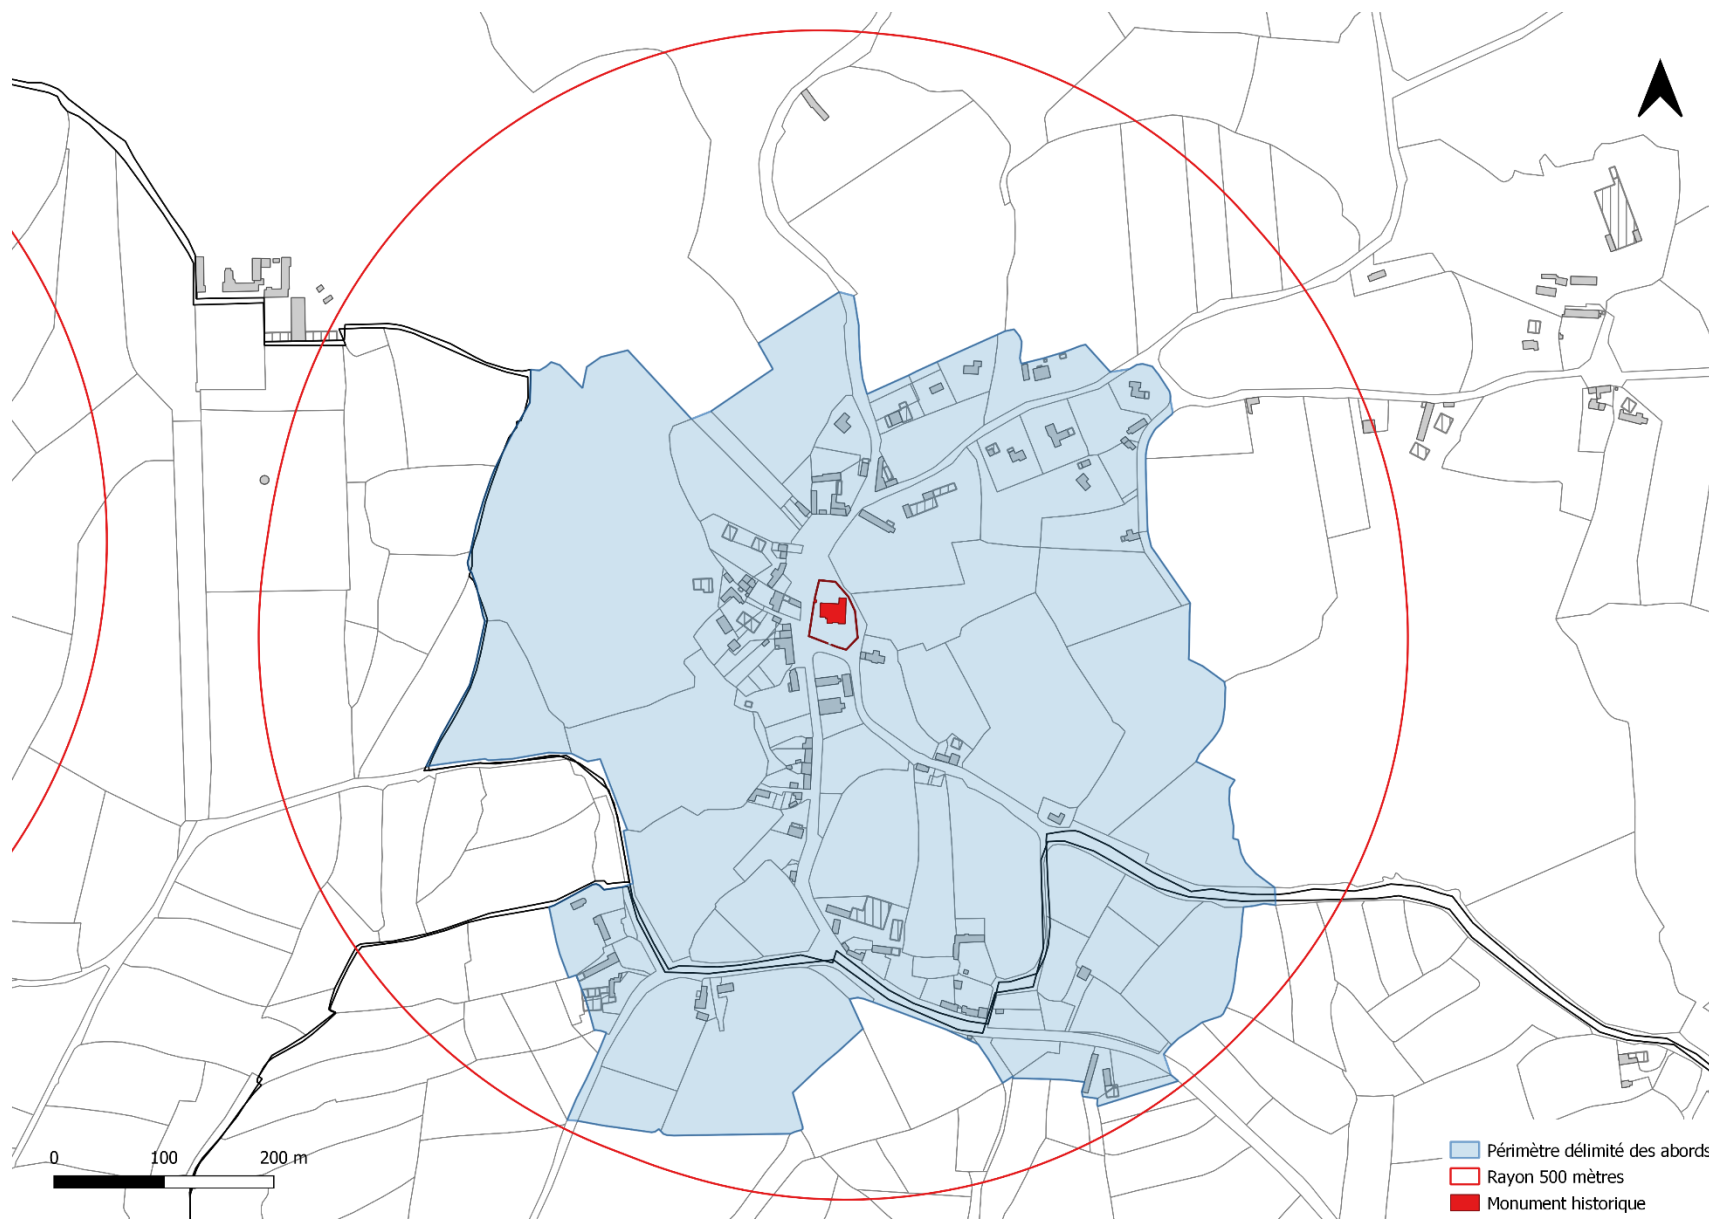 0 100 200 m
Périmètre délimité des abords
Rayon 500 mètres
Monument historique